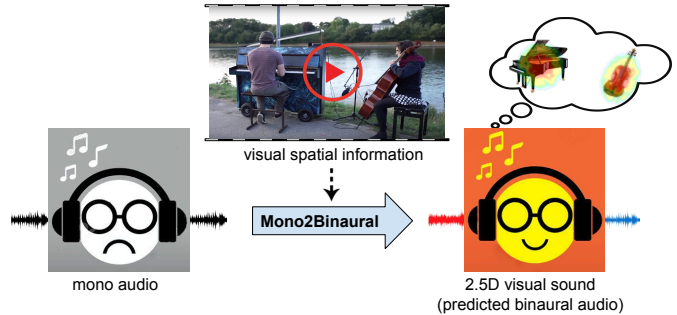 visual spatial information
Mono2Binaural
mono audio
2.5D visual sound
(predicted binaural audio)